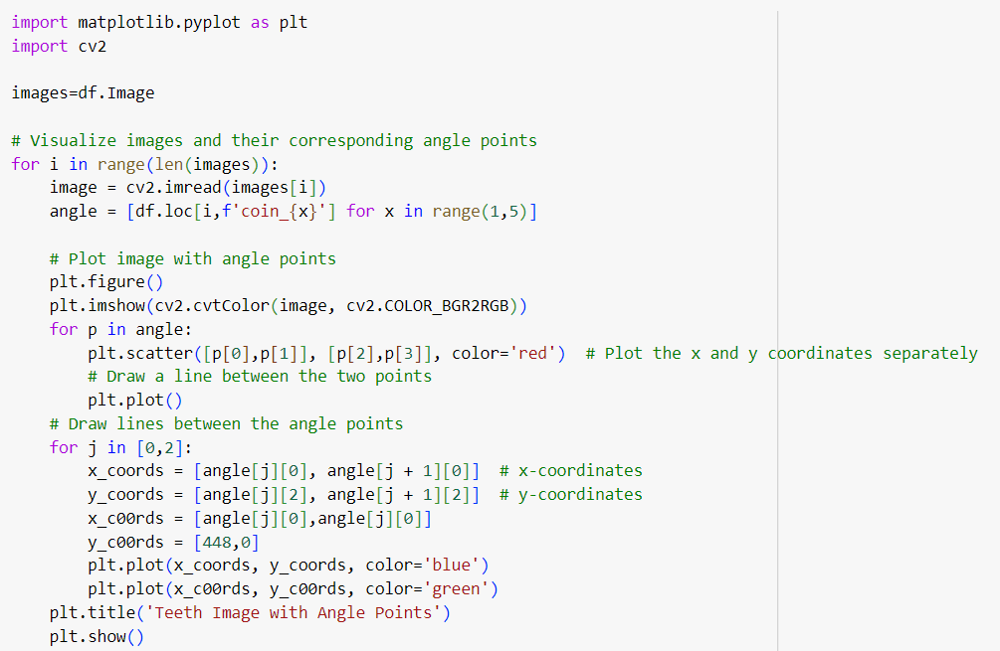 import matplotlib.pyplot as plt
import cv2

images=df.Image

# Visualize images and their corresponding angle points
for i in range(len(images)):
    image = cv2.imread(images[i])
    angle = [df.loc[i,f'coin_{x}'] for x in range(1,5)]

    # Plot image with angle points
    plt.figure()
    plt.imshow(cv2.cvtColor(image, cv2.COLOR_BGR2RGB))
    for p in angle:
        plt.scatter([p[0],p[1]], [p[2],p[3]], color='red')  # Plot the x and y coordinates separately
        # Draw a line between the two points
        plt.plot()
    # Draw lines between the angle points
    for j in [0,2]:
        x_coords = [angle[j][0], angle[j + 1][0]]  # x-coordinates
        y_coords = [angle[j][2], angle[j + 1][2]]  # y-coordinates
        x_c00rds = [angle[j][0],angle[j][0]]
        y_c00rds = [448,0]
        plt.plot(x_coords, y_coords, color='blue')
        plt.plot(x_c00rds, y_c00rds, color='green')
    plt.title('Teeth Image with Angle Points')
    plt.show()